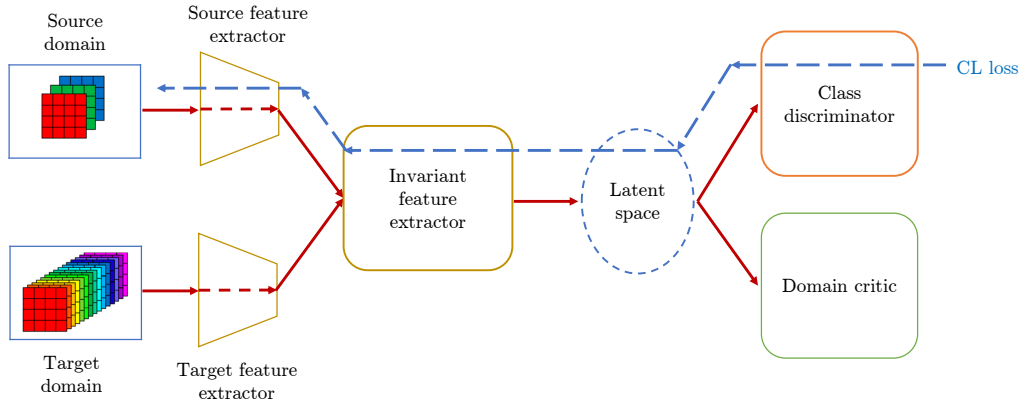 Source
domain
Source feature
extractor
CL loss
Class
discriminator
Invariant
feature
extractor
Latent
space
Domain critic
Target
domain
Target feature
extractor